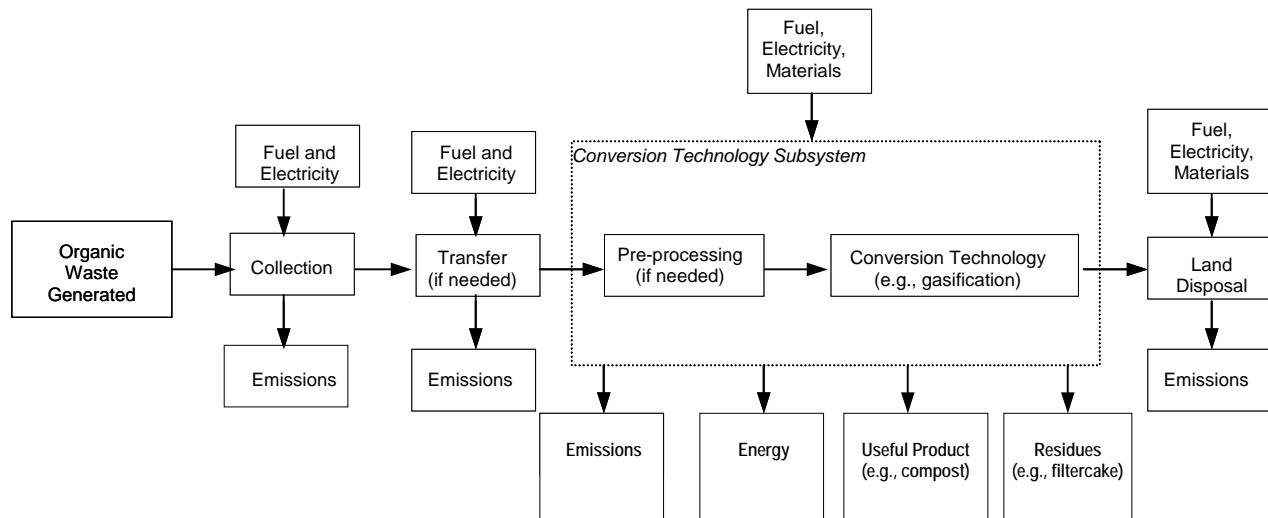 Fuel,
Electricity,
Materials
Fuel and
Electricity
Fuel and
Electricity
Conversion Technology Subsystem
Fuel,
Electricity,
Materials
Organic
Waste
Generated
Collection
Transfer
(if needed)
Pre-processing
(if needed)
Conversion Technology
(e.g., gasification)
Land
Disposal
Emissions
Emissions
Emissions
Emissions
Energy
Useful Product
(e.g., compost)
Residues
(e.g., filtercake)